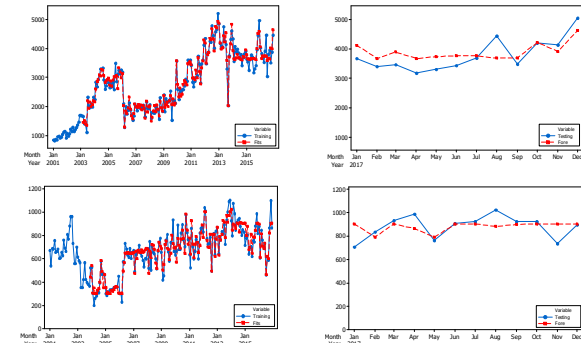 5000
4000
3000
2000
1000
Month Jan Jan Jan Jan Jan Jan Jan Jan
Year 2001 2003 2005 2007 2009 2011 2013 2015
Variable
Training
Fits
5000
4000
3000
2000
1000
Month Jan Feb Mar Apr May Jun Jul Aug Sep Oct Nov Dec
Year 2017
Variable
Testing
Fore
1200
1000
800
600
400
200
0
Month Jan Jan Jan Jan Jan Jan Jan Jan
Variable
Training
Fits
1200
1000
800
600
400
200
0
Month Jan Feb Mar Apr May Jun Jul Aug Sep Oct Nov Dec
Variable
Testing
Fore